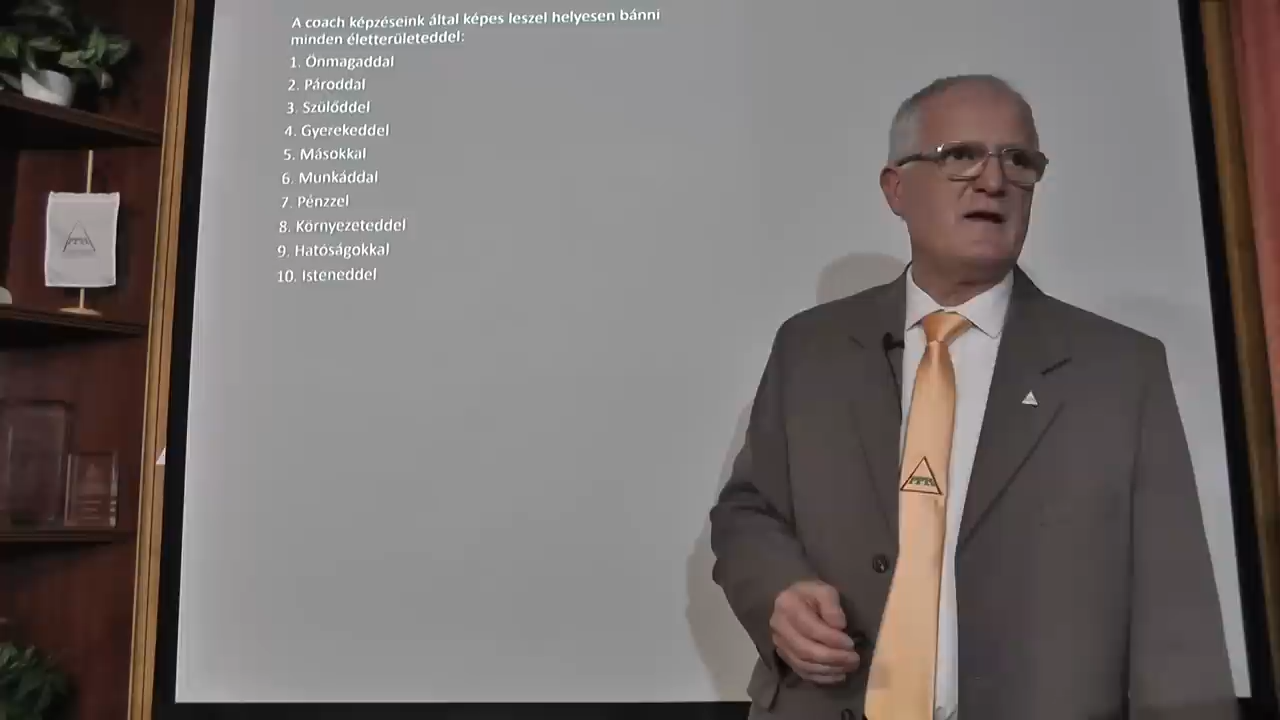 A coach képzéseink által képes leszel helyesen bánni
minden életterületeddel:
1. Önmagaddal
2. Pároddal
3. Szülőddel
4. Gyerekeddel
5. Másokkal
6. Munkáddal
7. Pénzzel
8. Környezeteddel
9. Hatóságokkal
10. Isteneddel